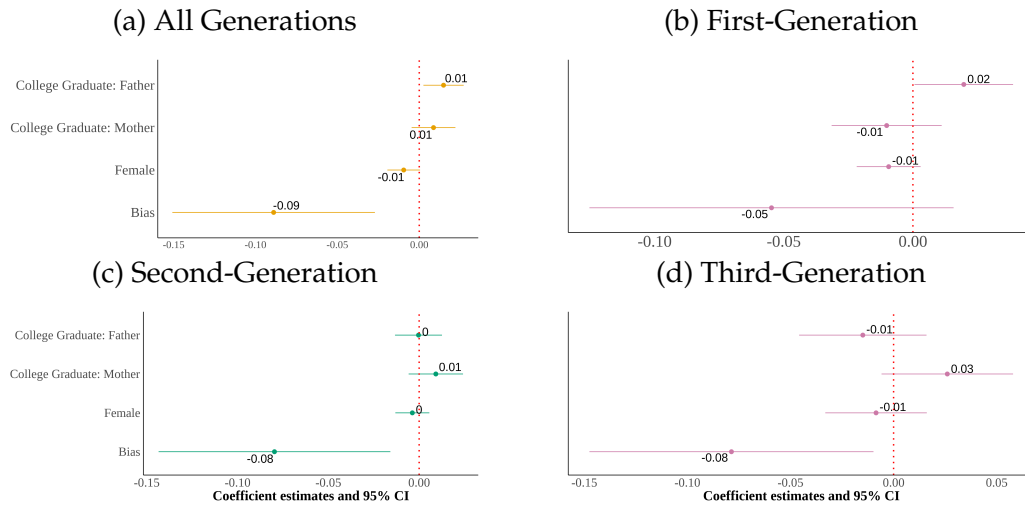 (a) All Generations
College Graduate: Father
0.01
College Graduate: Mother
0.01
Female
-0.01
Bias
-0.09
-0.15
-0.10
-0.05
0.00
(b) First-Generation
0.02
-0.01
-0.01
-0.05
-0.10
-0.05
0.00
(c) Second-Generation
College Graduate: Father
0
College Graduate: Mother
0.01
Female
0
Bias
-0.08
-0.15
-0.10
-0.05
0.00
Coefficient estimates and 95% CI
(d) Third-Generation
-0.01
0.03
-0.01
-0.08
-0.15
-0.10
-0.05
0.00
0.05
Coefficient estimates and 95% CI